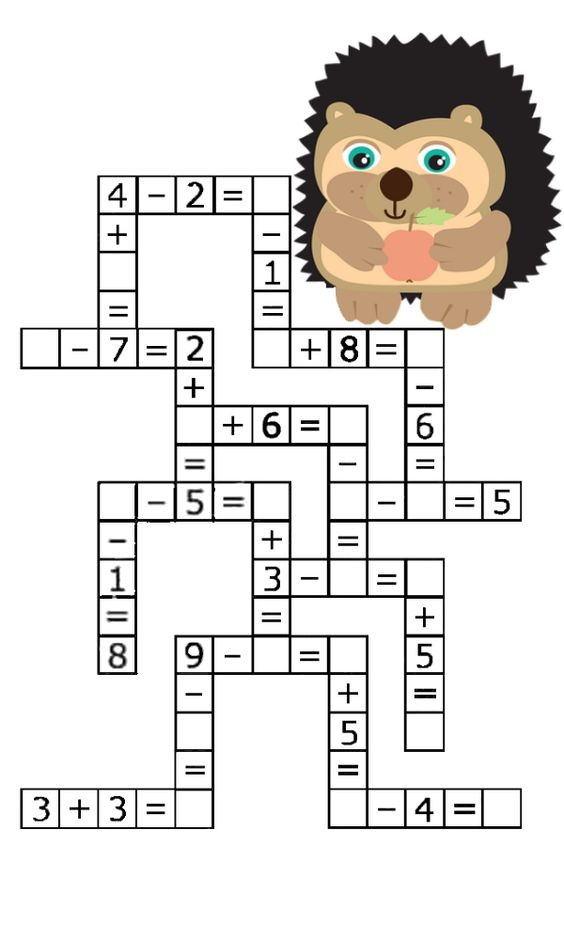 4 − 2 =
+ −
1
= =
− 7 = 2 + 8 =
+ −
+ 6 = 6
= − =
− 5 = − = 5
− + =
1 3 − =
= = +
8 9 − = 5
− + =
5
= =
3 + 3 = − 4 =